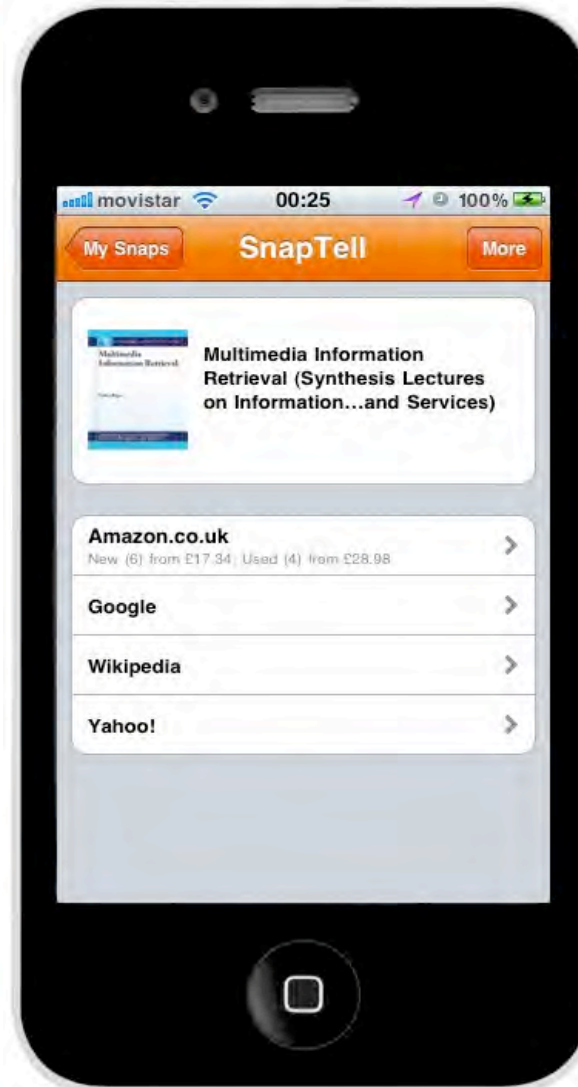 movistar 00:25 100%
My Snaps SnapTell More
Multimedia
Information Retrieval
Multimedia Information
Retrieval (Synthesis Lectures
on Information...and Services)
Amazon.co.uk
New (6) from £17.34; Used (4) from £28.98
Google
Wikipedia
Yahoo!